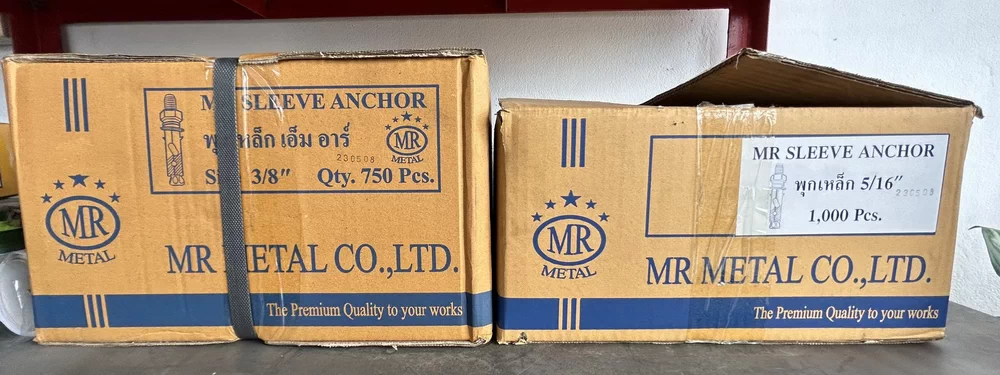 MR SLEEVE ANCHOR
พุกเหล็ก เอ็ม อาร์
230508
MR
METAL
3/8" Qty. 750 Pcs.
MR
METAL
MR METAL CO.,LTD.
The Premium Quality to your works
MR SLEEVE ANCHOR
พุกเหล็ก 5/16"
230508
1,000 Pcs.
MR
METAL
MR METAL CO.,LTD.
The Premium Quality to your works